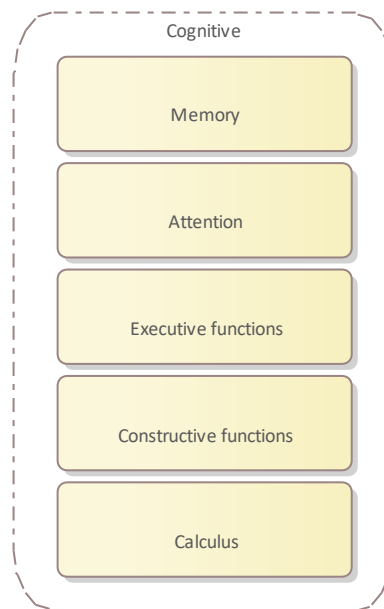 Cognitive
Memory
Attention
Executive functions
Constructive functions
Calculus